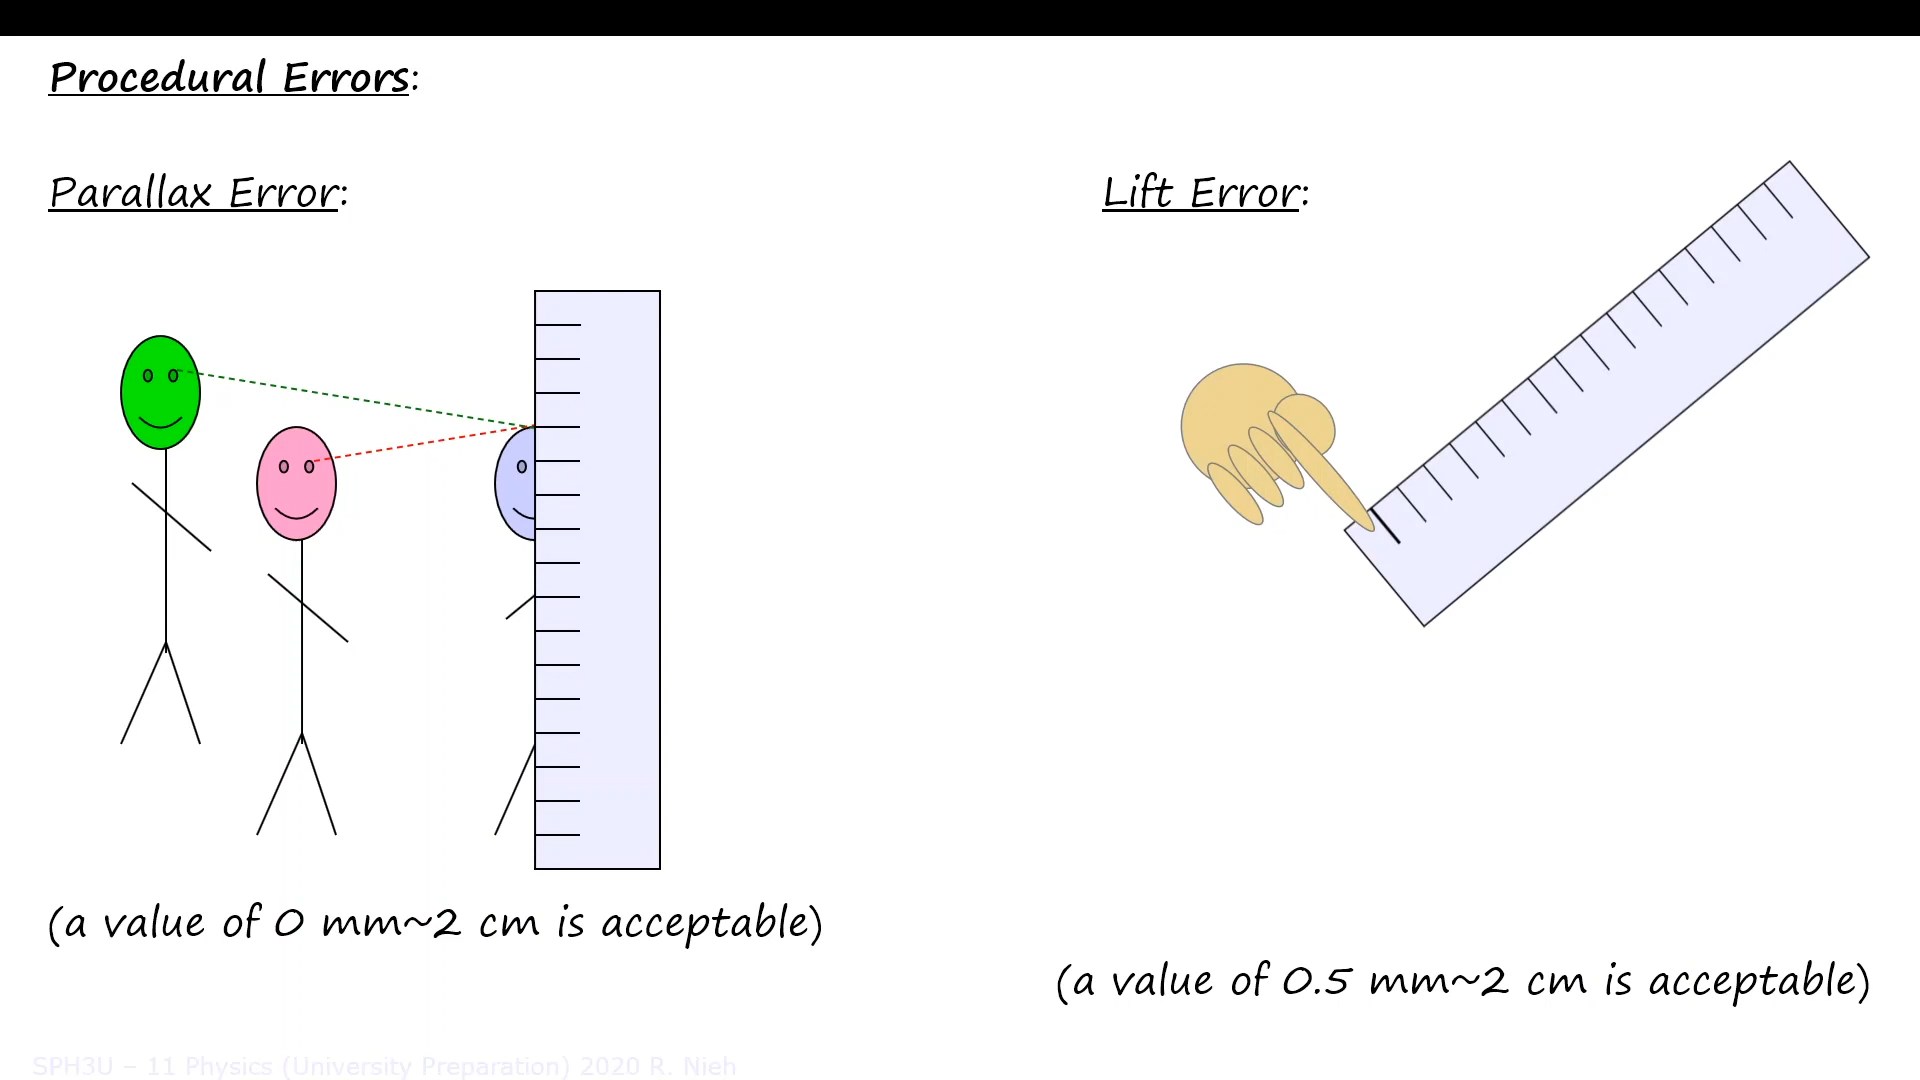 Procedural Errors:
Parallax Error:
Lift Error:
(a value of 0 mm~2 cm is acceptable)
(a value of 0.5 mm~2 cm is acceptable)
SPH3U – 11 Physics (University Preparation) 2020 R. Nieh